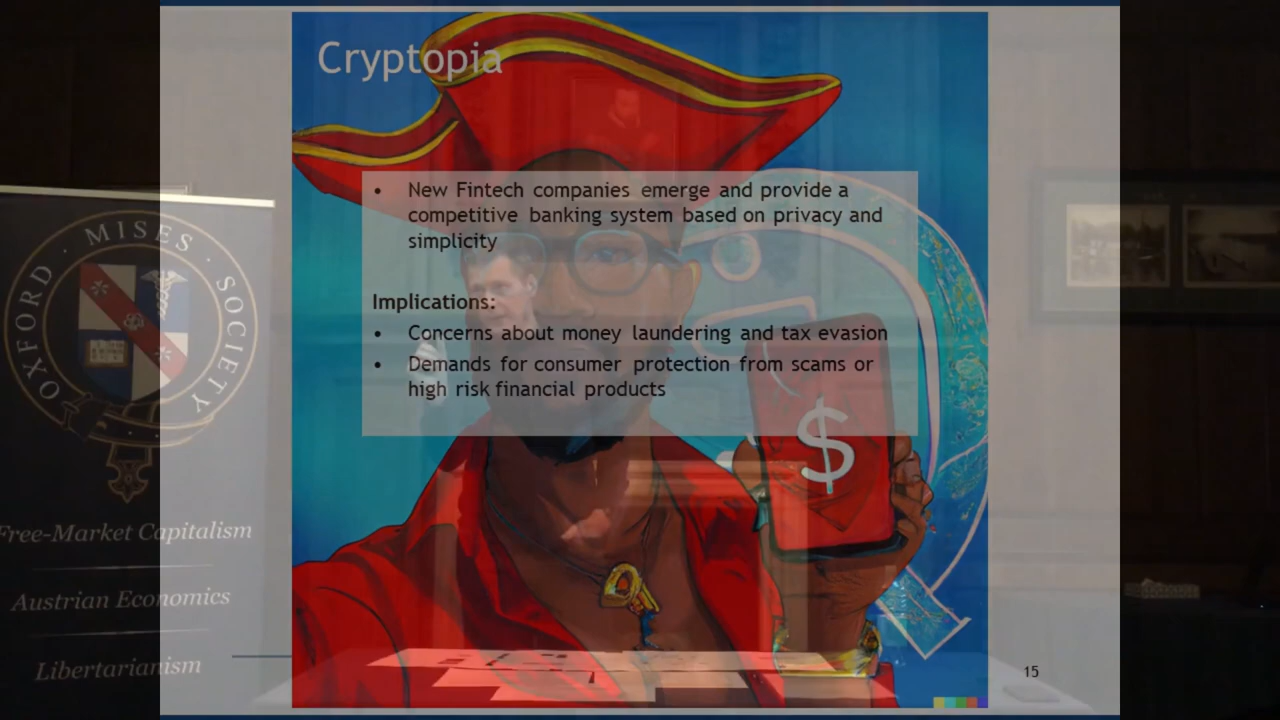 Cryptopia
• New Fintech companies emerge and provide a
competitive banking system based on privacy and
simplicity
Implications:
• Concerns about money laundering and tax evasion
• Demands for consumer protection from scams or
high risk financial products
$
15
OXFORD · MISES · SOCIETY
Free-Market Capitalism
Austrian Economics
Libertarianism